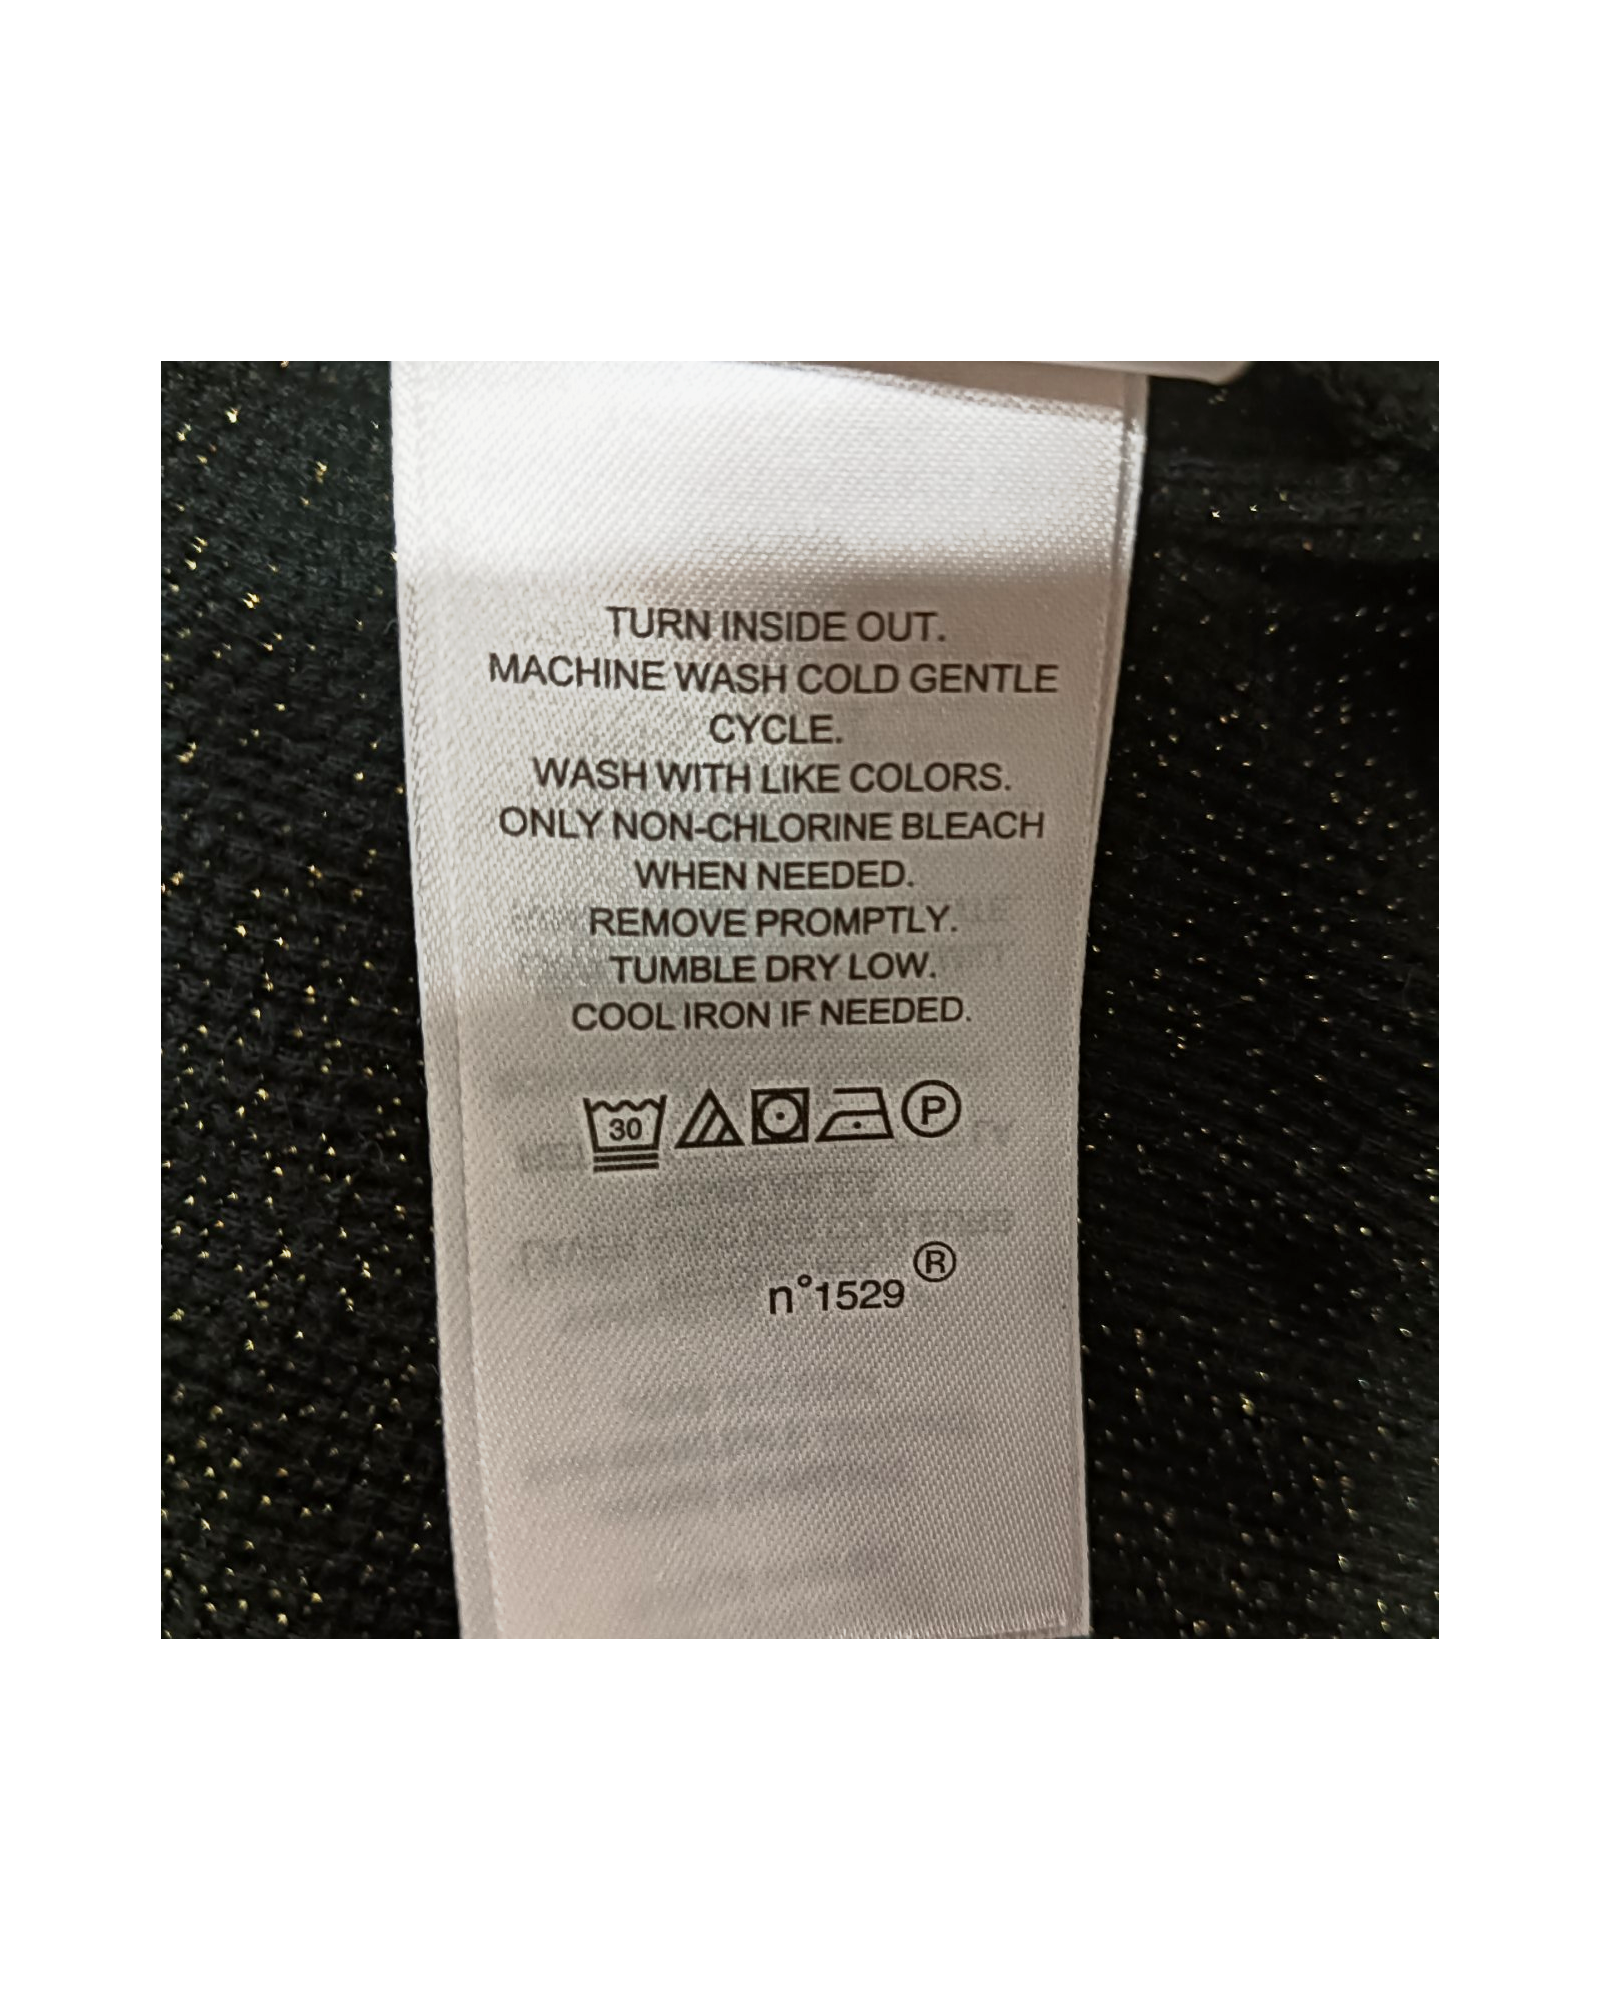 TURN INSIDE OUT.
MACHINE WASH COLD GENTLE
CYCLE.
WASH WITH LIKE COLORS.
ONLY NON-CHLORINE BLEACH
WHEN NEEDED.
REMOVE PROMPTLY.
TUMBLE DRY LOW.
COOL IRON IF NEEDED.
30 P
n°1529®